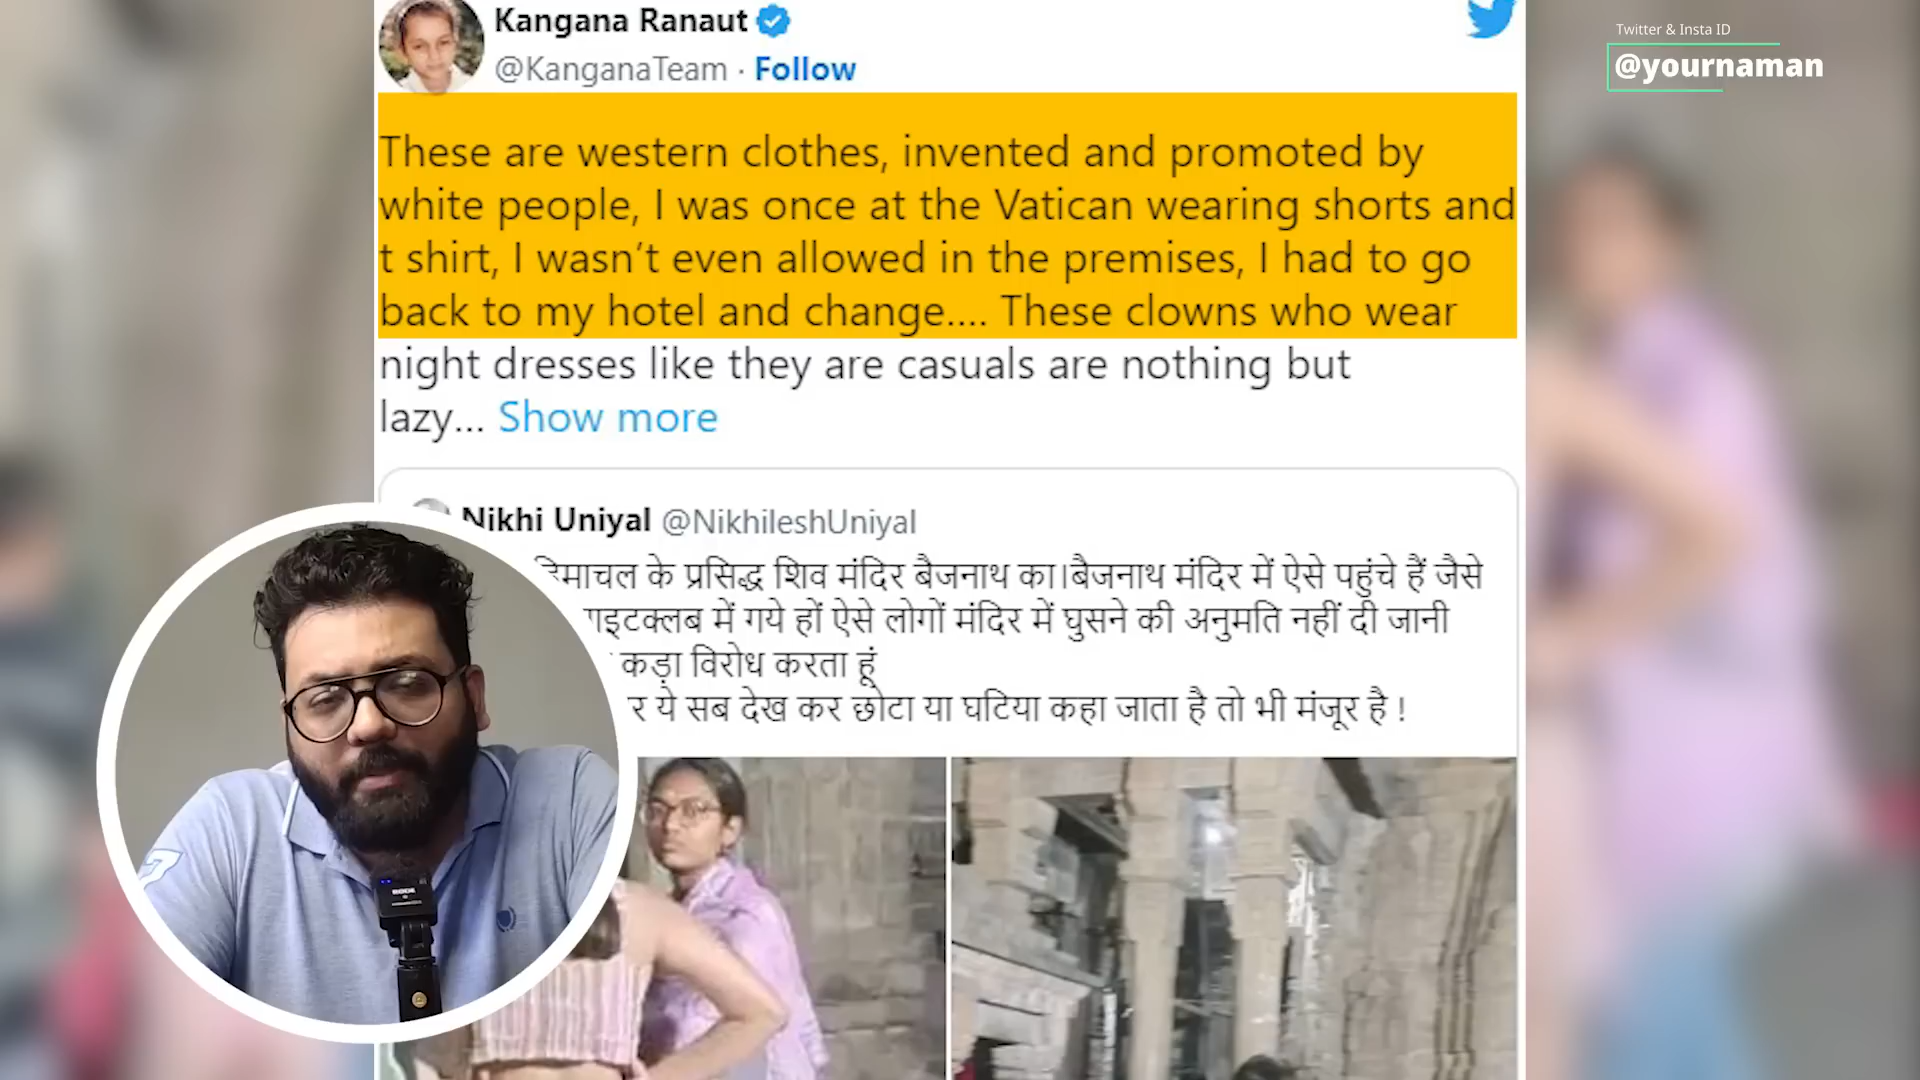 Kangana Ranaut
Twitter & Insta ID
@KanganaTeam · Follow
@yournaman
These are western clothes, invented and promoted by
white people, I was once at the Vatican wearing shorts and
t shirt, I wasn't even allowed in the premises, I had to go
back to my hotel and change.... These clowns who wear
night dresses like they are casuals are nothing but
lazy... Show more
Nikhi Uniyal @NikhileshUniyal
हिमाचल के प्रसिद्ध शिव मंदिर बैजनाथ का।बैजनाथ मंदिर में ऐसे पहुंचे हैं जैसे
में गये हों ऐसे लोगों मंदिर में घुसने की अनुमति नहीं दी जानी
कड़ा विरोध करता हूं
ये सब देख कर छोटा या घटिया कहा जाता है तो भी मंजूर है !
RODE